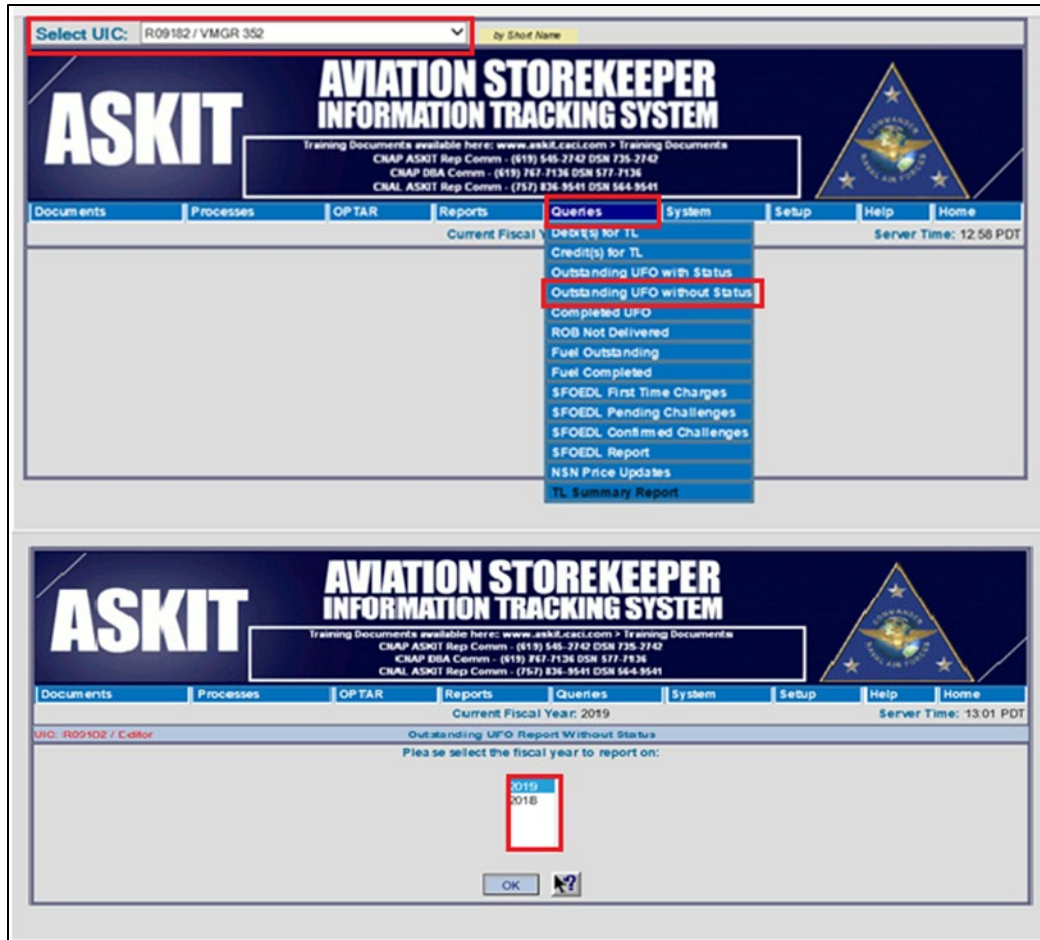 Select UIC: R09182 / VMGR 352 by Short Name
ASKIT
AVIATION STOREKEEPER
INFORMATION TRACKING SYSTEM
Training Documents available here: www.askit.caci.com > Training Documents
CNAP ASKIT Rep Comm - (619) 545-2742 DSN 735-2742
CNAP DBA Comm - (619) 767-7136 DSN 577-7136
CNAL ASKIT Rep Comm - (757) 836-9541 DSN 564-9541
COMMANDER
NAVAL AIR FORCES
Documents Processes OPTAR Reports Queries System Setup Help Home
Current Fiscal Y Server Time: 12:58 PDT
Debit(s) for TL
Credit(s) for TL
Outstanding UFO with Status
Outstanding UFO without Status
Completed UFO
ROB Not Delivered
Fuel Outstanding
Fuel Completed
SFOEDL First Time Charges
SFOEDL Pending Challenges
SFOEDL Confirmed Challenges
SFOEDL Report
NSN Price Updates
TL Summary Report
ASKIT
AVIATION STOREKEEPER
INFORMATION TRACKING SYSTEM
Training Documents available here: www.askit.caci.com > Training Documents
CNAP ASKIT Rep Comm - (619) 545-2742 DSN 735-2742
CNAP DBA Comm - (619) 767-7136 DSN 577-7136
CNAL ASKIT Rep Comm - (757) 836-9541 DSN 564-9541
COMMANDER
NAVAL AIR FORCES
Documents Processes OPTAR Reports Queries System Setup Help Home
Current Fiscal Year: 2019 Server Time: 13:01 PDT
UIC: R09102 / Editor Outstanding UFO Report Without Status
Please select the fiscal year to report on:
2019
2018
OK ?